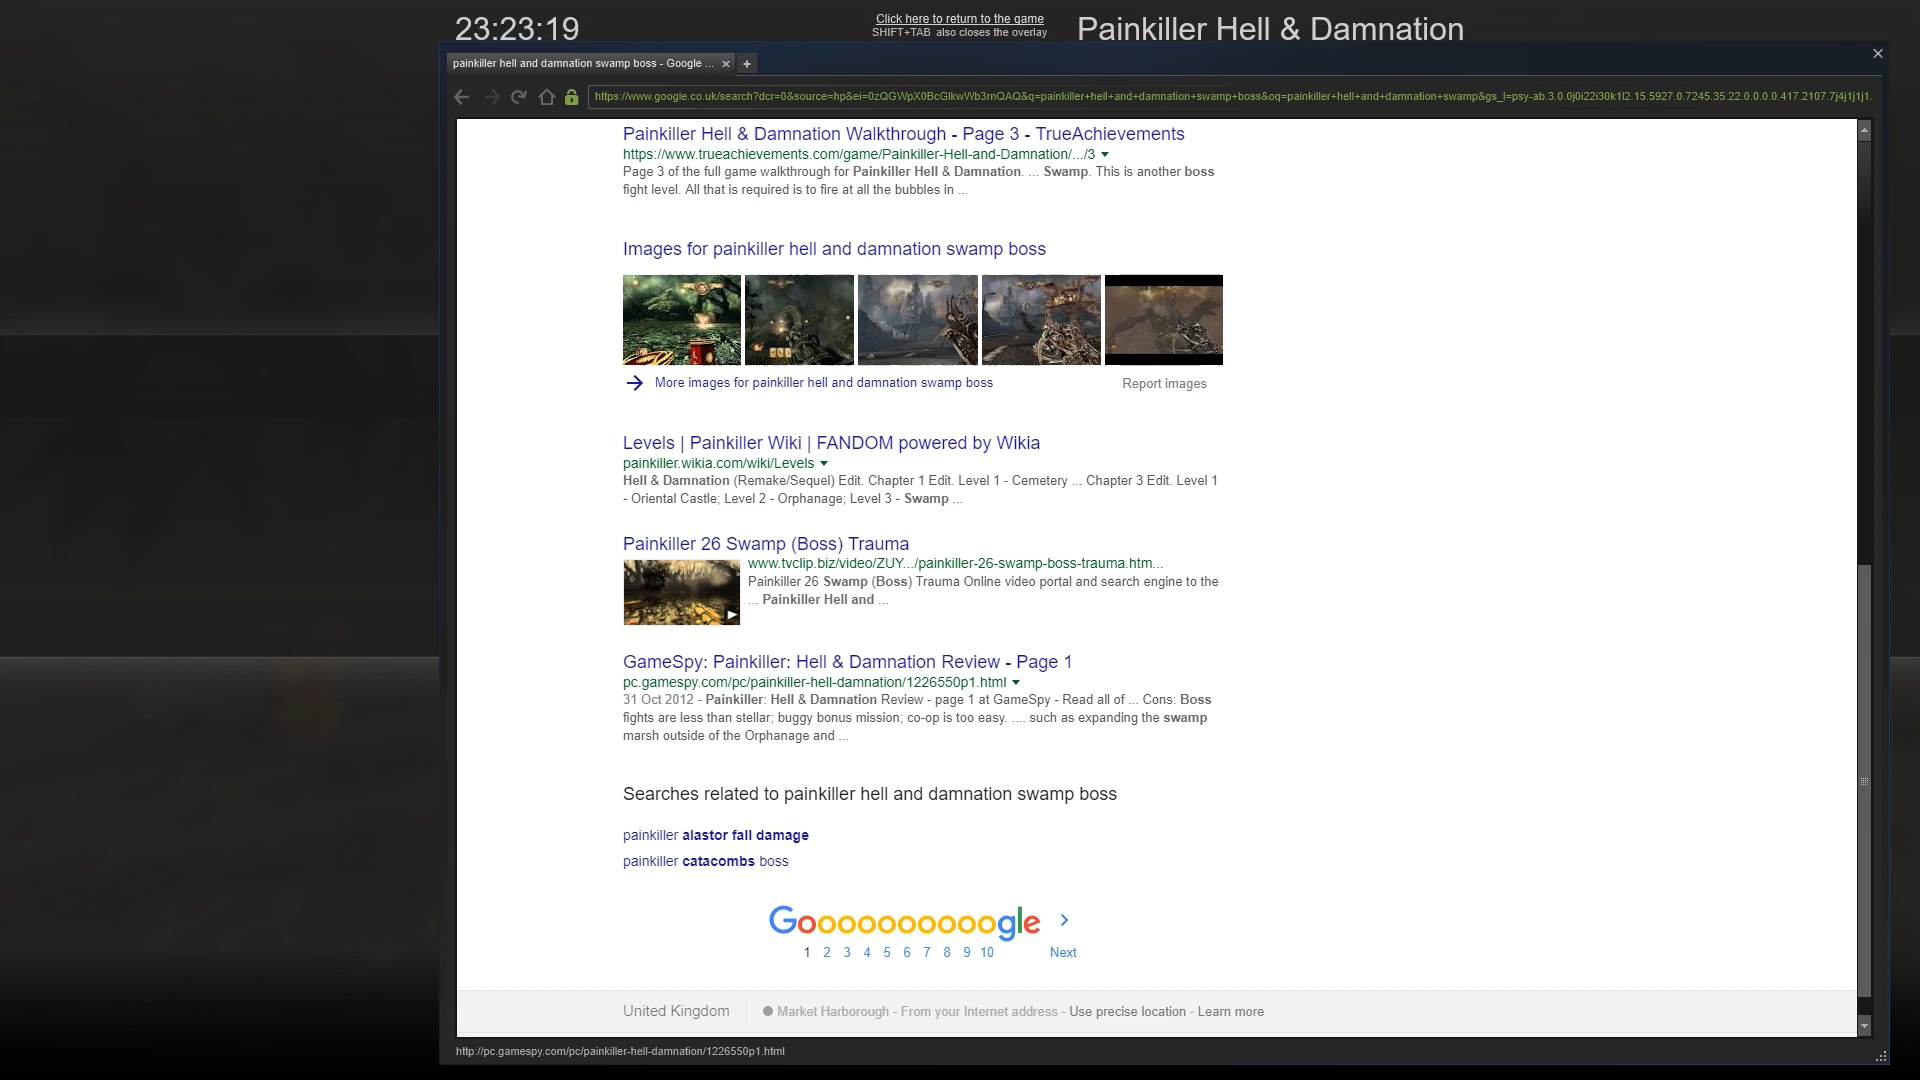 23:23:19
Click here to return to the game
SHIFT+TAB also closes the overlay
Painkiller Hell & Damnation
painkiller hell and damnation swamp boss - Google ...
https://www.google.co.uk/search?dcr=0&source=hp&ei=0zQGWpX0BcGlkwWb3rnQAQ&q=painkiller+hell+and+damnation+swamp+boss&oq=painkiller+hell+and+damnation+swamp&gs_l=psy-ab.3.0.0j0i22i30k1l2.15.5927.0.7245.35.22.0.0.0.0.417.2107.7j4j1j1j1.
Painkiller Hell & Damnation Walkthrough - Page 3 - TrueAchievements
https://www.trueachievements.com/game/Painkiller-Hell-and-Damnation/.../3
Page 3 of the full game walkthrough for Painkiller Hell & Damnation. ... Swamp. This is another boss
fight level. All that is required is to fire at all the bubbles in ...
Images for painkiller hell and damnation swamp boss
More images for painkiller hell and damnation swamp boss
Report images
Levels | Painkiller Wiki | FANDOM powered by Wikia
painkiller.wikia.com/wiki/Levels
Hell & Damnation (Remake/Sequel) Edit. Chapter 1 Edit. Level 1 - Cemetery ... Chapter 3 Edit. Level 1
- Oriental Castle; Level 2 - Orphanage; Level 3 - Swamp ...
Painkiller 26 Swamp (Boss) Trauma
www.tvclip.biz/video/ZUY.../painkiller-26-swamp-boss-trauma.htm...
Painkiller 26 Swamp (Boss) Trauma Online video portal and search engine to the
... Painkiller Hell and ...
GameSpy: Painkiller: Hell & Damnation Review - Page 1
pc.gamespy.com/pc/painkiller-hell-damnation/1226550p1.html
31 Oct 2012 - Painkiller: Hell & Damnation Review - page 1 at GameSpy - Read all of ... Cons: Boss
fights are less than stellar; buggy bonus mission; co-op is too easy. .... such as expanding the swamp
marsh outside of the Orphanage and ...
Searches related to painkiller hell and damnation swamp boss
painkiller alastor fall damage
painkiller catacombs boss
Goooooooooogle
1 2 3 4 5 6 7 8 9 10 Next
United Kingdom
Market Harborough - From your Internet address - Use precise location - Learn more
http://pc.gamespy.com/pc/painkiller-hell-damnation/1226550p1.html